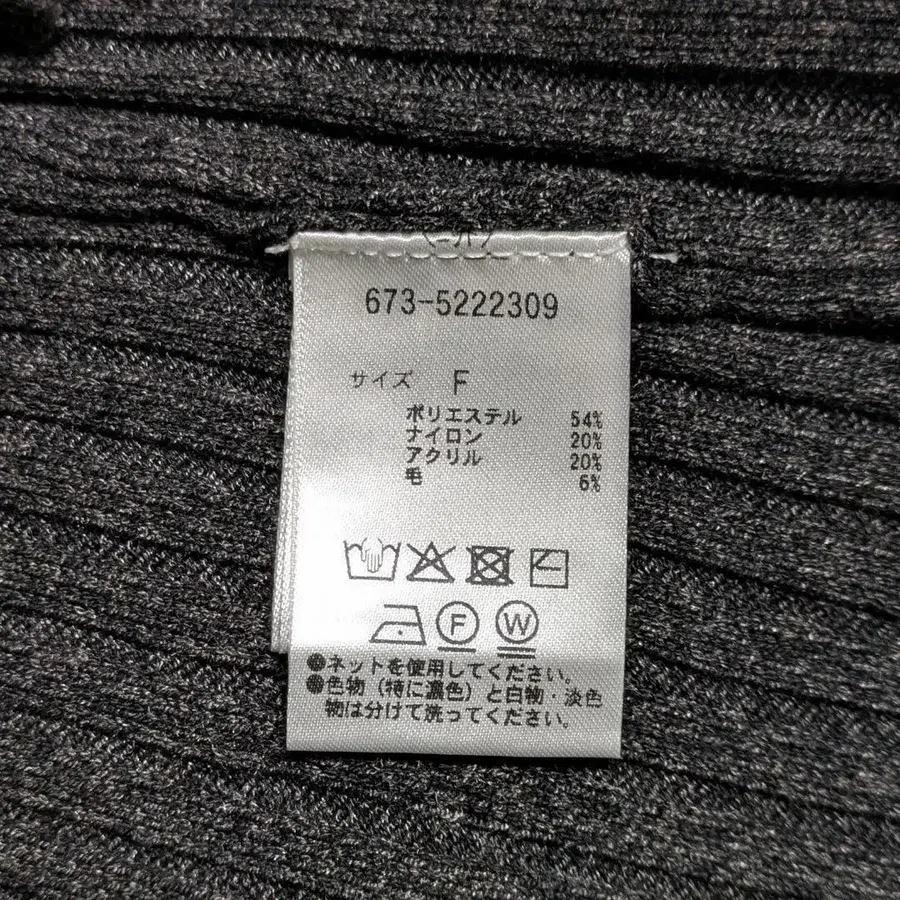 673-5222309
サイズ F
ポリエステル 54%
ナイロン 20%
アクリル 20%
毛 6%
F W
●ネットを使用してください。
●色物(特に濃色)と白物・淡色
物は分けて洗ってください。